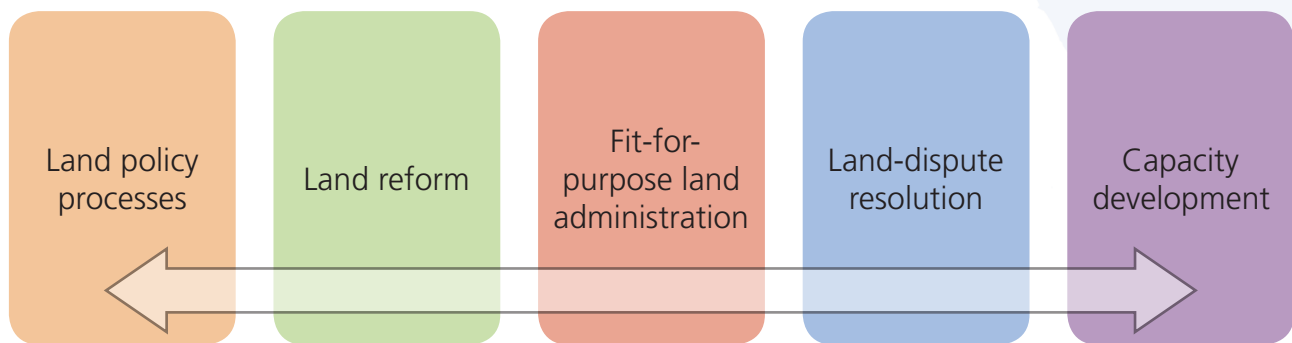 Land policy
processes
Land reform
Fit-for-
purpose land
administration
Land-dispute
resolution
Capacity
development